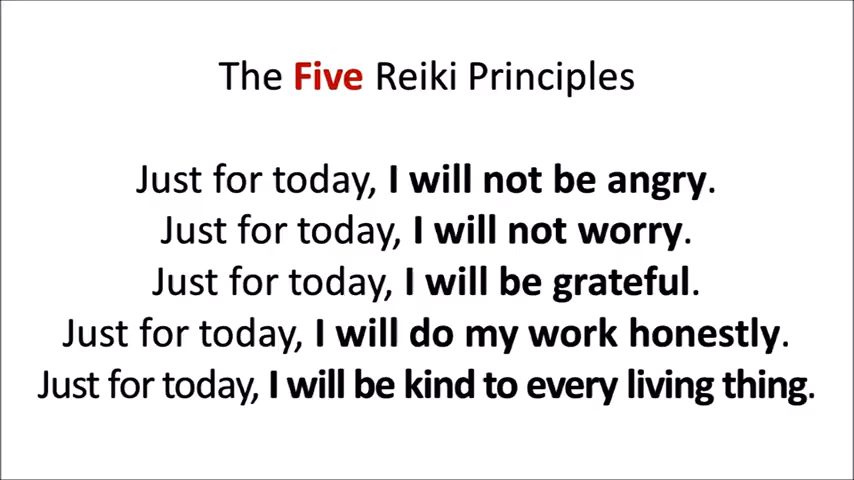 The Five Reiki Principles
Just for today, I will not be angry.
Just for today, I will not worry.
Just for today, I will be grateful.
Just for today, I will do my work honestly.
Just for today, I will be kind to every living thing.